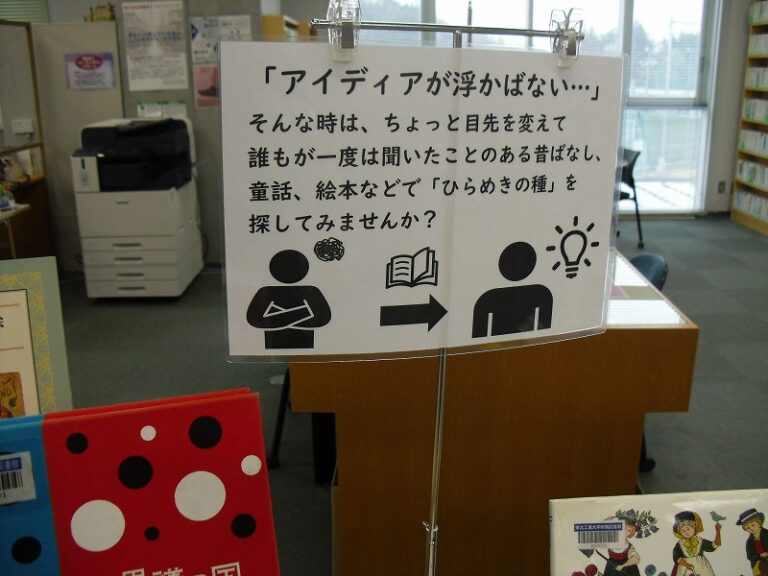 「アイディアが浮かばない…」
そんな時は、ちょっと目先を変えて
誰もが一度は聞いたことのある昔ばなし、
童話、絵本などで「ひらめきの種」を
探してみませんか？